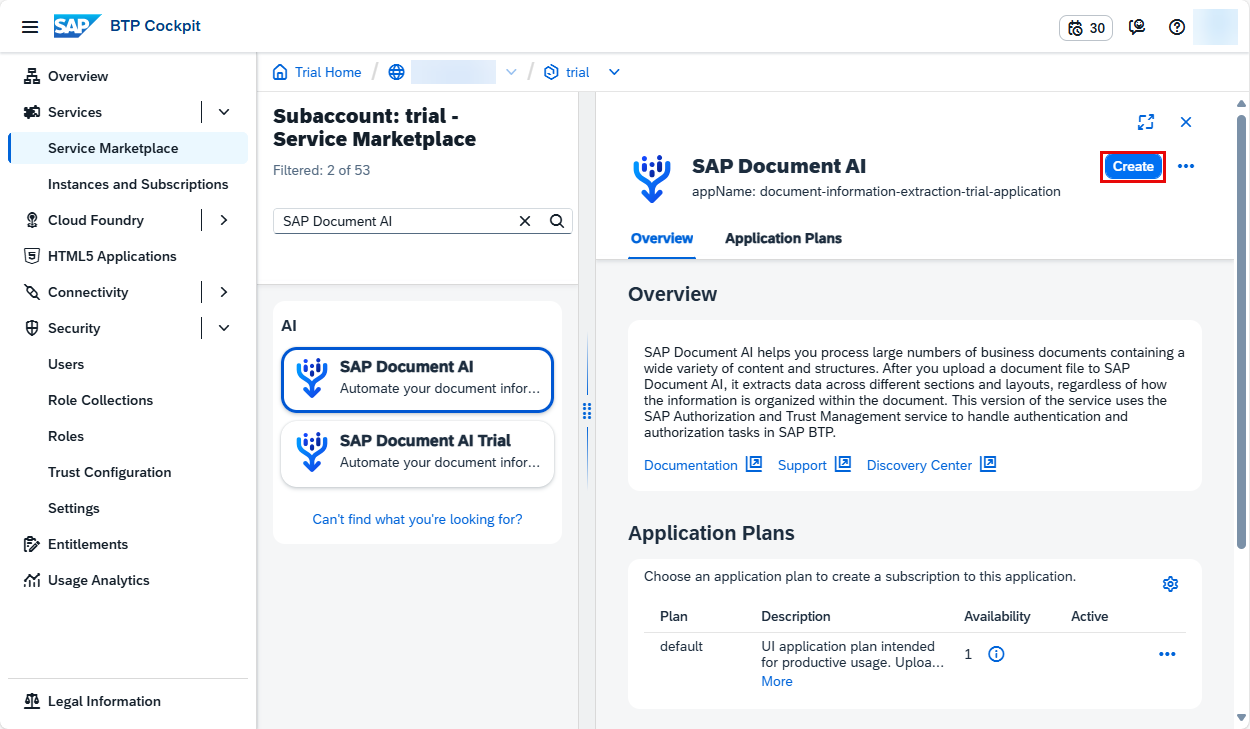 SAP BTP Cockpit
30
Overview
Services
Service Marketplace
Instances and Subscriptions
Cloud Foundry
HTML5 Applications
Connectivity
Security
Users
Role Collections
Roles
Trust Configuration
Settings
Entitlements
Usage Analytics
Legal Information
Trial Home / / trial
Subaccount: trial -
Service Marketplace
Filtered: 2 of 53
SAP Document AI
AI
SAP Document AI
Automate your document infor...
SAP Document AI Trial
Automate your document infor...
Can't find what you're looking for?
SAP Document AI
appName: document-information-extraction-trial-application
Create
Overview
Application Plans
Overview
SAP Document AI helps you process large numbers of business documents containing a
wide variety of content and structures. After you upload a document file to SAP
Document AI, it extracts data across different sections and layouts, regardless of how
the information is organized within the document. This version of the service uses the
SAP Authorization and Trust Management service to handle authentication and
authorization tasks in SAP BTP.
Documentation Support Discovery Center
Application Plans
Choose an application plan to create a subscription to this application.
Plan Description Availability Active
default UI application plan intended
for productive usage. Uploa... 1
More